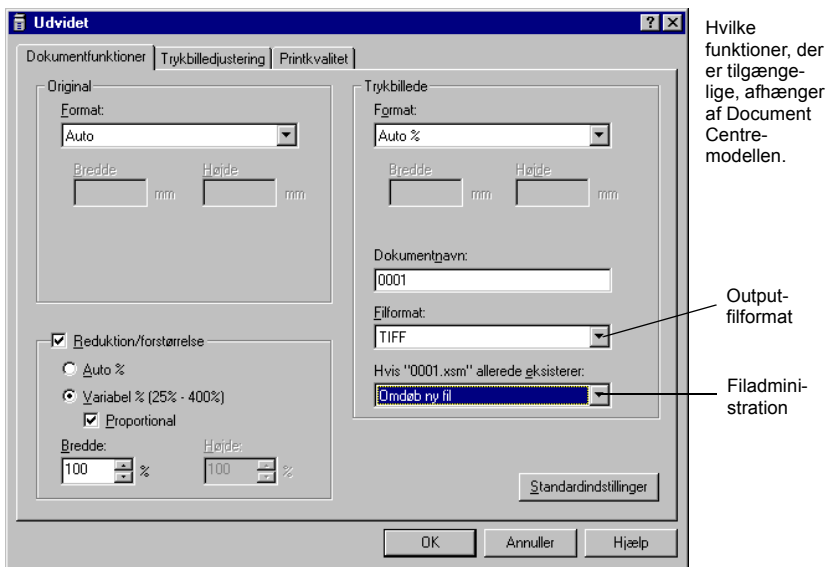 Udvidet
Dokumentfunktioner Trykbilledjustering Printkvalitet
Original
Format:
Auto
Bredde Højde
mm mm
Reduktion/forstørrelse
Auto %
Variabel % (25% - 400%)
Proportional
Bredde: Højde:
100 % 100 %
Trykbillede
Format:
Auto %
Bredde Højde
mm mm
Dokumentnavn:
0001
Filformat:
TIFF
Hvis "0001.xsm" allerede eksisterer:
Omdøb ny fil
Standardindstillinger
OK Annuller Hjælp
Hvilke
funktioner, der
er tilgænge-
lige, afhænger
af Document
Centre-
modellen.
Output-
filformat
Filadmini-
stration